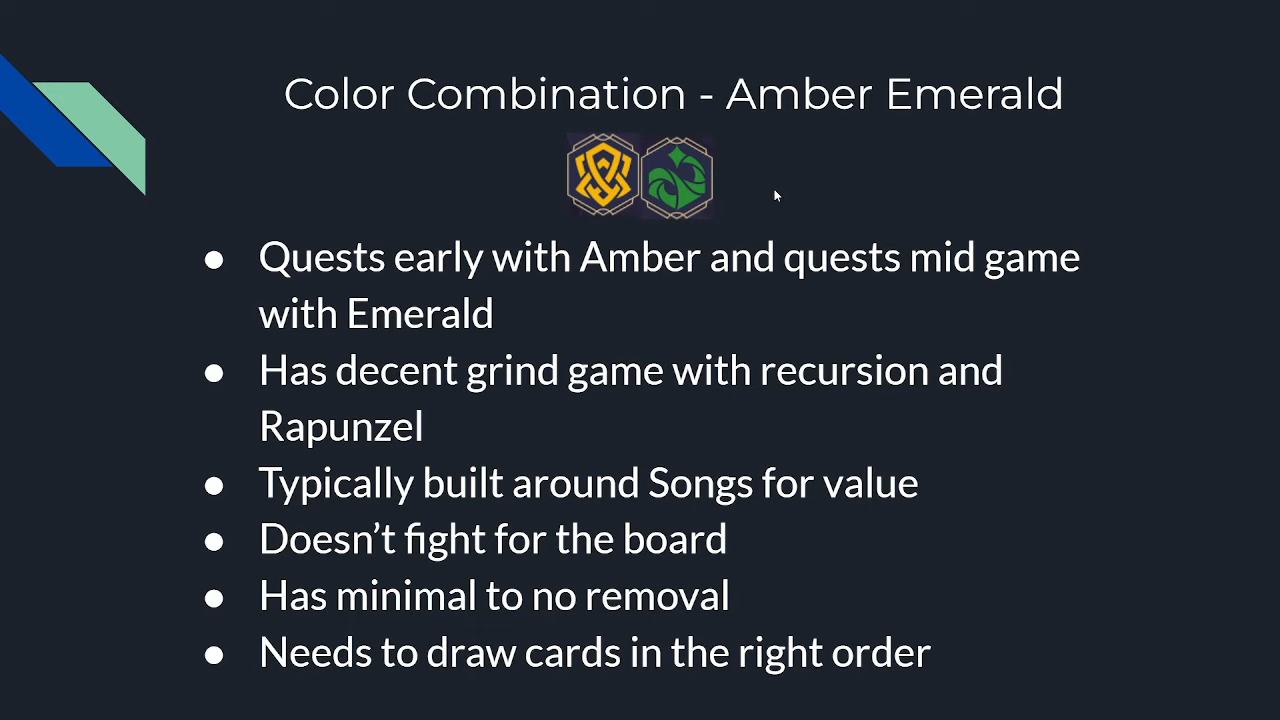 Color Combination - Amber Emerald
● Quests early with Amber and quests mid game
with Emerald
● Has decent grind game with recursion and
Rapunzel
● Typically built around Songs for value
● Doesn’t fight for the board
● Has minimal to no removal
● Needs to draw cards in the right order